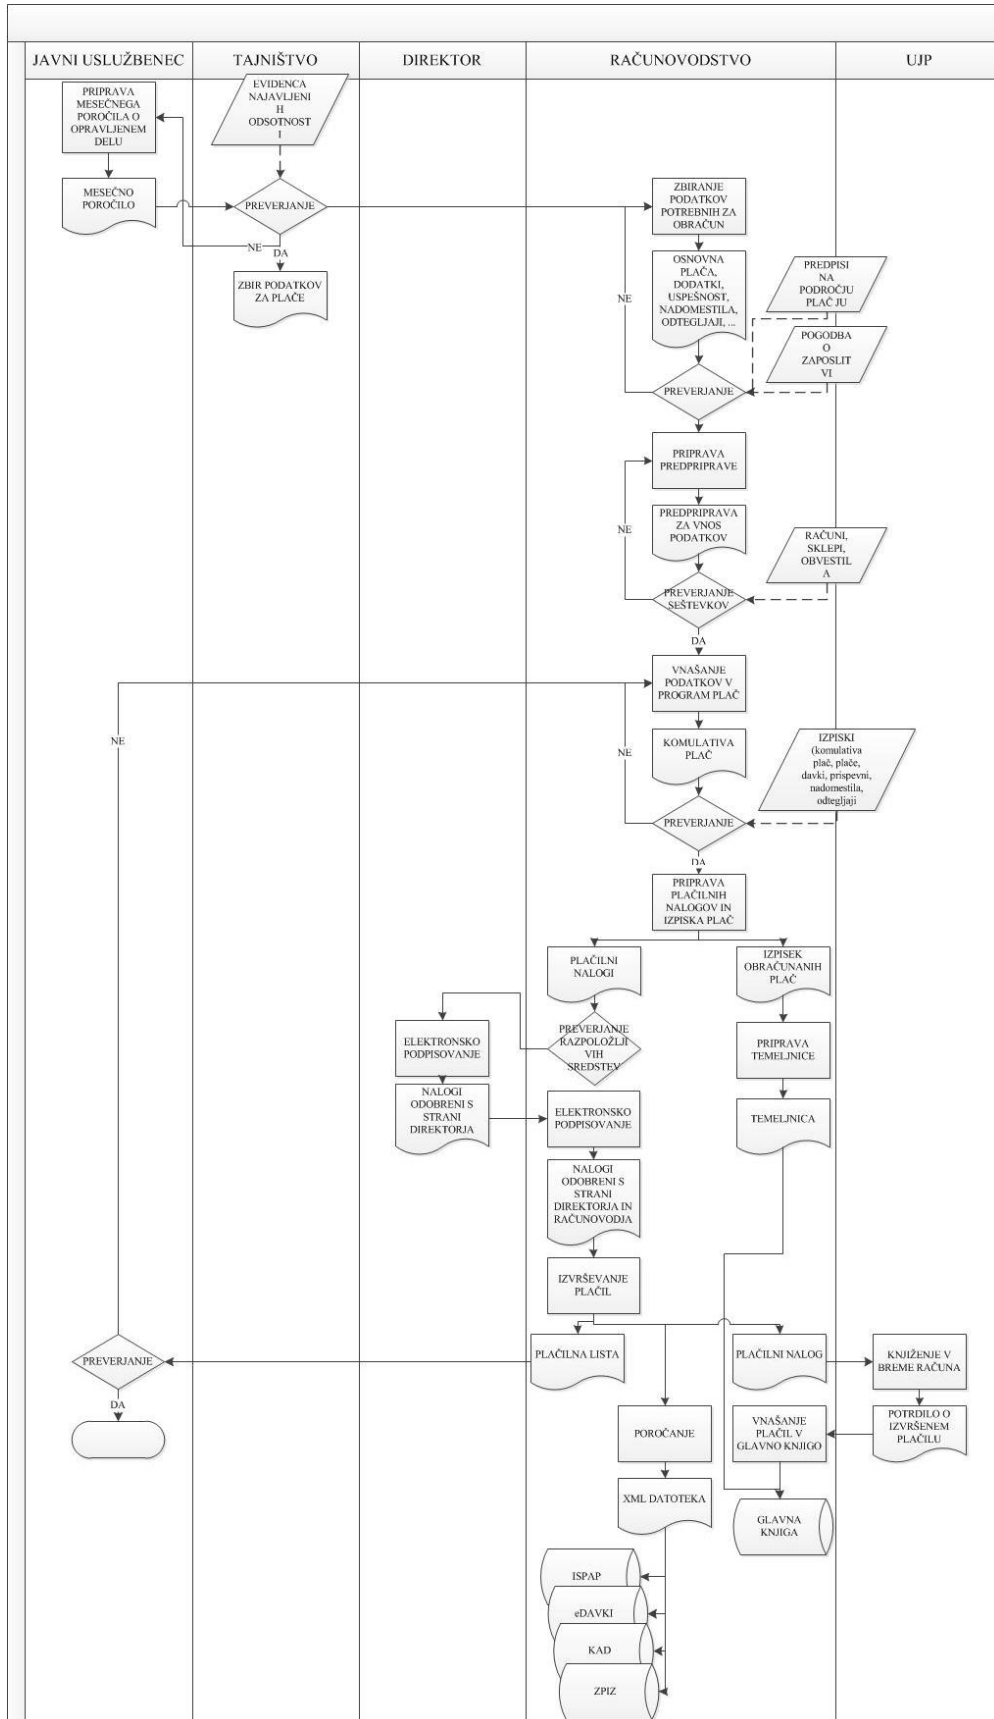 JAVNI USLUŽBENEC
TAJNIŠTVO
DIREKTOR
RAČUNOVODSTVO
UJP
PRIPRAVA
MESEČNEGA
POROČILA O
OPRAVLJENEM
DELU
EVIDENCA
NAJAVLJENI
H
ODSOTNOST
I
MESEČNO
POROČILO
PREVERJANJE
NE
DA
ZBIR PODATKOV
ZA PLAČE
ZBIRANJE
PODATKOV
POTREBNIH ZA
OBRAČUN
OSNOVNA
PLAČA,
DODATKI,
USPEŠNOST,
NADOMESTILA,
ODTEGLJAJI, ...
NE
PREDPISI
NA
PODROČJU
PLAČ JU
POGODBA
O
ZAPOSLIT
VI
PREVERJANJE
PRIPRAVA
PREDPRIPRAVE
PREDPRIPRAVA
ZA VNOS
PODATKOV
NE
RAČUNI,
SKLEPI,
OBVESTIL
A
PREVERJANJE
SEŠTEVKOV
DA
VNAŠANJE
PODATKOV V
PROGRAM PLAČ
NE
KOMULATIVA
PLAČ
NE
IZPISKI
(komulativa
plač, plače,
davki, prispevni,
nadomestila,
odtegljaji
PREVERJANJE
DA
PRIPRAVA
PLAČILNIH
NALOGOV IN
IZPISKA PLAČ
PLAČILNI
NALOGI
IZPISEK
OBRAČUNANIH
PLAČ
PREVERJANJE
RAZPOLOŽLJI
VIH
SREDSTEV
ELEKTRONSKO
PODPISOVANJE
PRIPRAVA
TEMELJNICE
NALOGI
ODOBRENI S
STRANI
DIREKTORJA
ELEKTRONSKO
PODPISOVANJE
TEMELJNICA
NALOGI
ODOBRENI S
STRANI
DIREKTORJA IN
RAČUNOVODJA
IZVRŠEVANJE
PLAČIL
PREVERJANJE
PLAČILNA LISTA
PLAČILNI NALOG
KNJIŽENJE V
BREME RAČUNA
DA
POROČANJE
VNAŠANJE
PLAČIL V
GLAVNO KNJIGO
POTRDILO O
IZVRŠENEM
PLAČILU
XML DATOTEKA
GLAVNA
KNJIGA
ISPAP
eDAVKI
KAD
ZPIZ